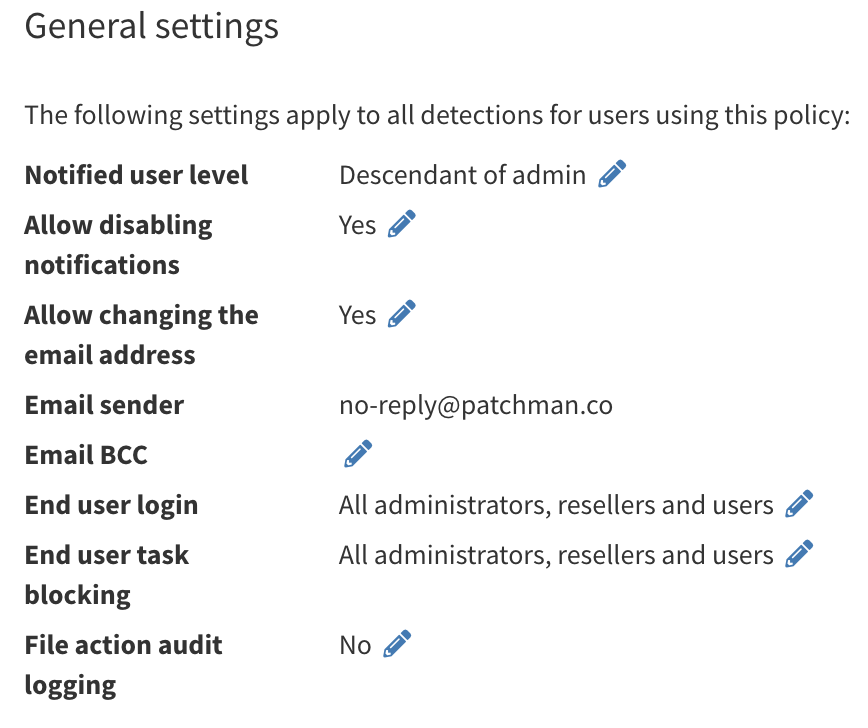 General settings
The following settings apply to all detections for users using this policy:
Notified user level Descendant of admin
Allow disabling Yes
notifications
Allow changing the Yes
email address
Email sender no-reply@patchman.co
Email BCC
End user login All administrators, resellers and users
End user task All administrators, resellers and users
blocking
File action audit No
logging